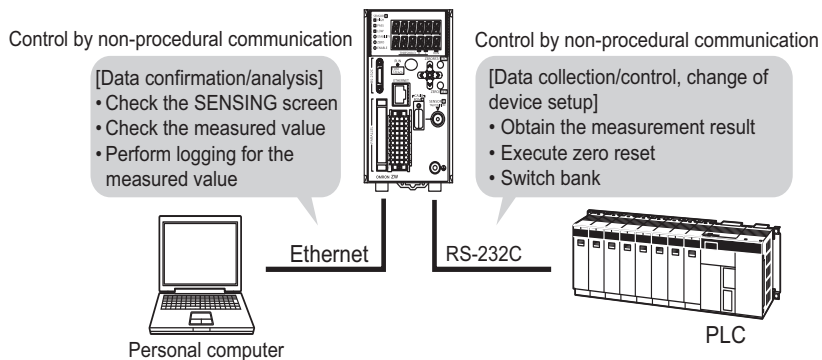 Control by non-procedural communication
[Data confirmation/analysis]
• Check the SENSING screen
• Check the measured value
• Perform logging for the
measured value
Control by non-procedural communication
[Data collection/control, change of
device setup]
• Obtain the measurement result
• Execute zero reset
• Switch bank
OMRON ZW
Ethernet
RS-232C
Personal computer
PLC